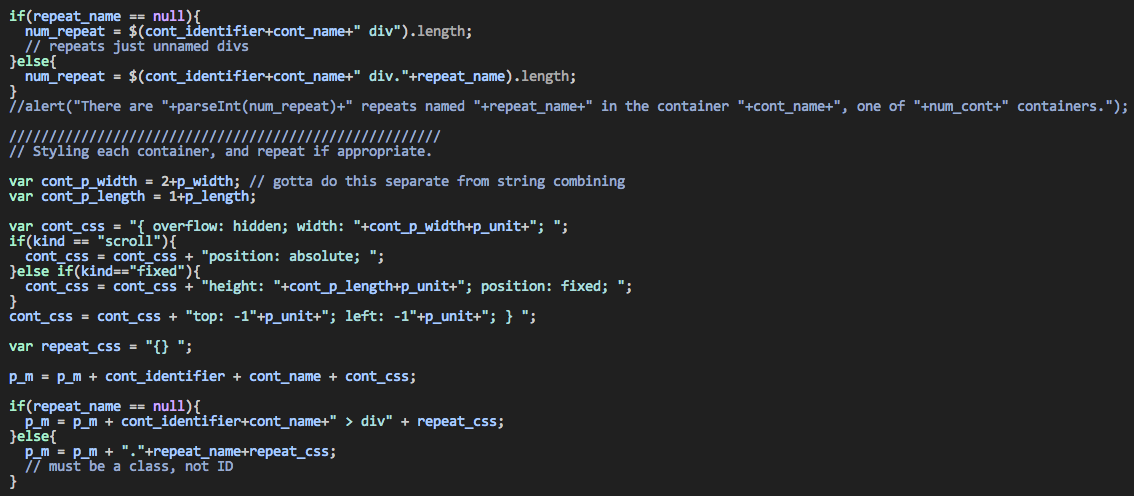 if(repeat_name == null){
  num_repeat = $(cont_identifier+cont_name+" div").length;
  // repeats just unnamed divs
}else{
  num_repeat = $(cont_identifier+cont_name+" div."+repeat_name).length;
}
//alert("There are "+parseInt(num_repeat)+" repeats named "+repeat_name+" in the container "+cont_name+", one of "+num_cont+" containers.");
//////////////////////////////////////////////////////
// Styling each container, and repeat if appropriate.
var cont_p_width = 2+p_width; // gotta do this separate from string combining
var cont_p_length = 1+p_length;
var cont_css = "{ overflow: hidden; width: "+cont_p_width+p_unit+"; ";
if(kind == "scroll"){
  cont_css = cont_css + "position: absolute; ";
}else if(kind=="fixed"){
  cont_css = cont_css + "height: "+cont_p_length+p_unit+"; position: fixed; ";
}
cont_css = cont_css + "top: -1"+p_unit+"; left: -1"+p_unit+"; } ";
var repeat_css = "{} ";
p_m = p_m + cont_identifier + cont_name + cont_css;
if(repeat_name == null){
  p_m = p_m + cont_identifier+cont_name+" > div" + repeat_css;
}else{
  p_m = p_m + "."+repeat_name+repeat_css;
  // must be a class, not ID
}